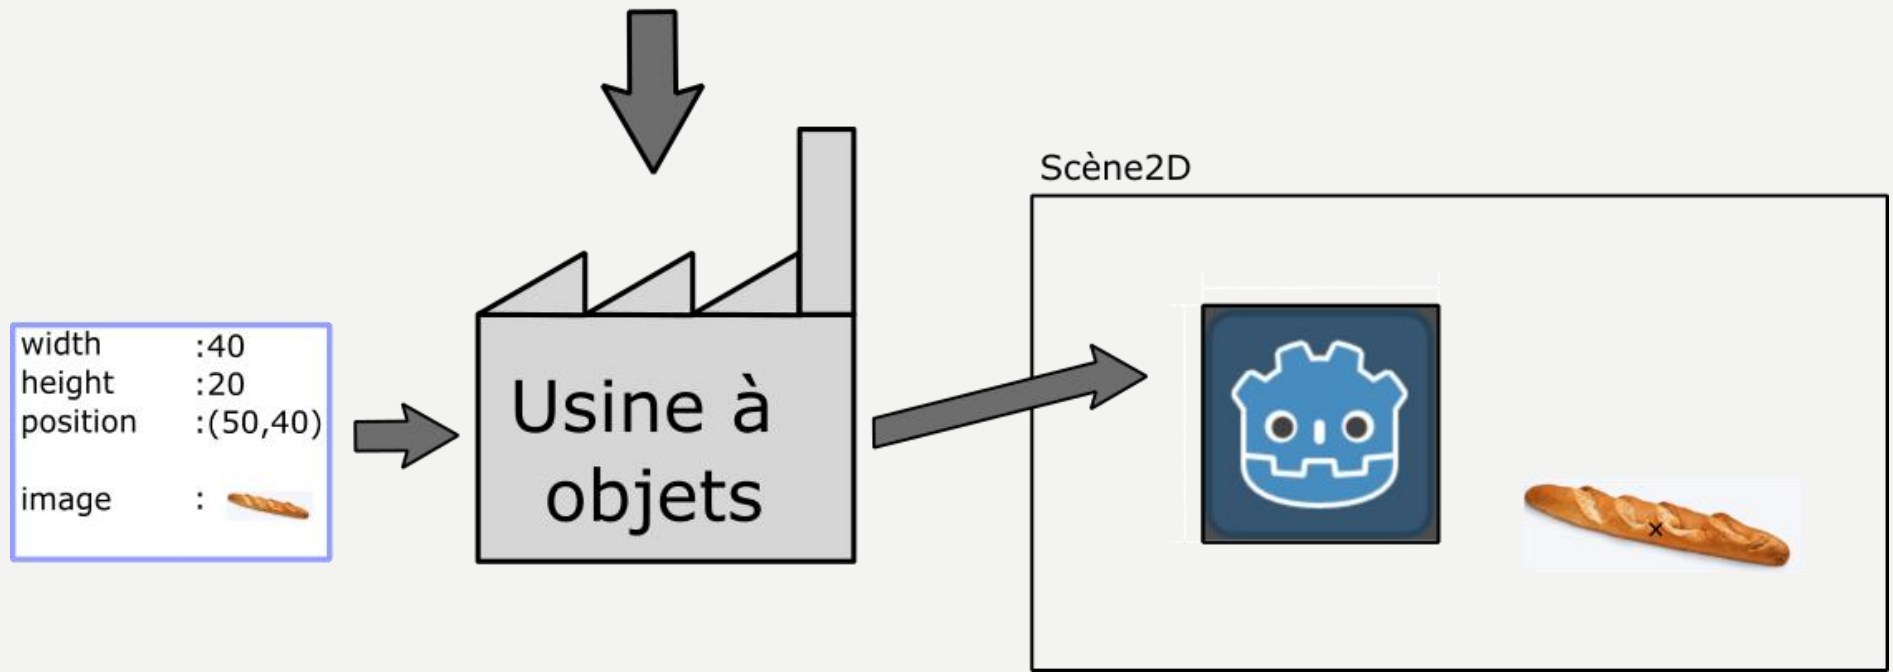 Scène2D
width :40
height :20
position :(50,40)
image :
Usine à
objets